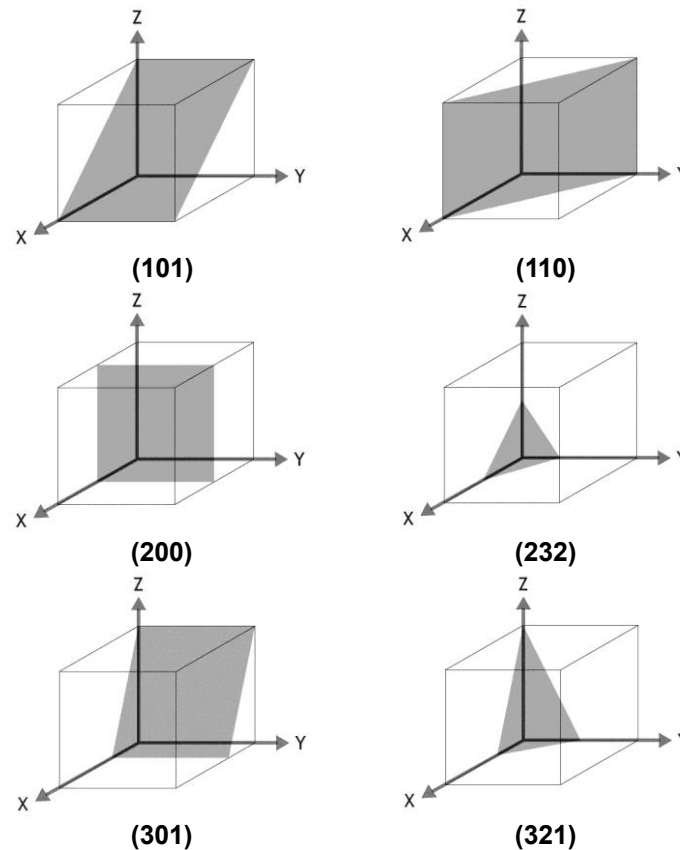 Z Z
Y Y
X X
(101) (110)
Z Z
Y Y
X X
(200) (232)
Z Z
Y Y
X X
(301) (321)